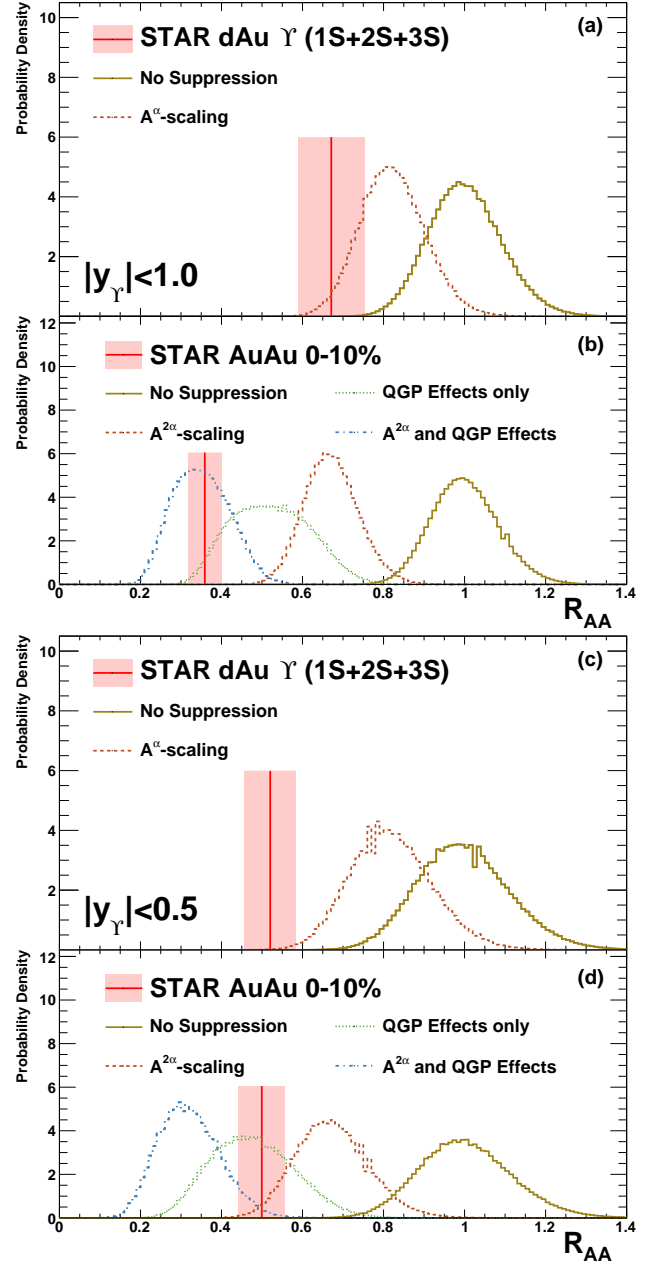 Probability Density
10
8
6
4
2
STAR dAu ϒ (1S+2S+3S)
(a)
No Suppression
A^α-scaling
|y_ϒ|<1.0
Probability Density
12
10
8
6
4
2
0
STAR AuAu 0-10%
(b)
No Suppression
QGP Effects only
A^2α-scaling
A^2α and QGP Effects
0 0.2 0.4 0.6 0.8 1 1.2 1.4
R_AA
Probability Density
10
8
6
4
2
STAR dAu ϒ (1S+2S+3S)
(c)
No Suppression
A^α-scaling
|y_ϒ|<0.5
Probability Density
12
10
8
6
4
2
0
STAR AuAu 0-10%
(d)
No Suppression
QGP Effects only
A^2α-scaling
A^2α and QGP Effects
0 0.2 0.4 0.6 0.8 1 1.2 1.4
R_AA